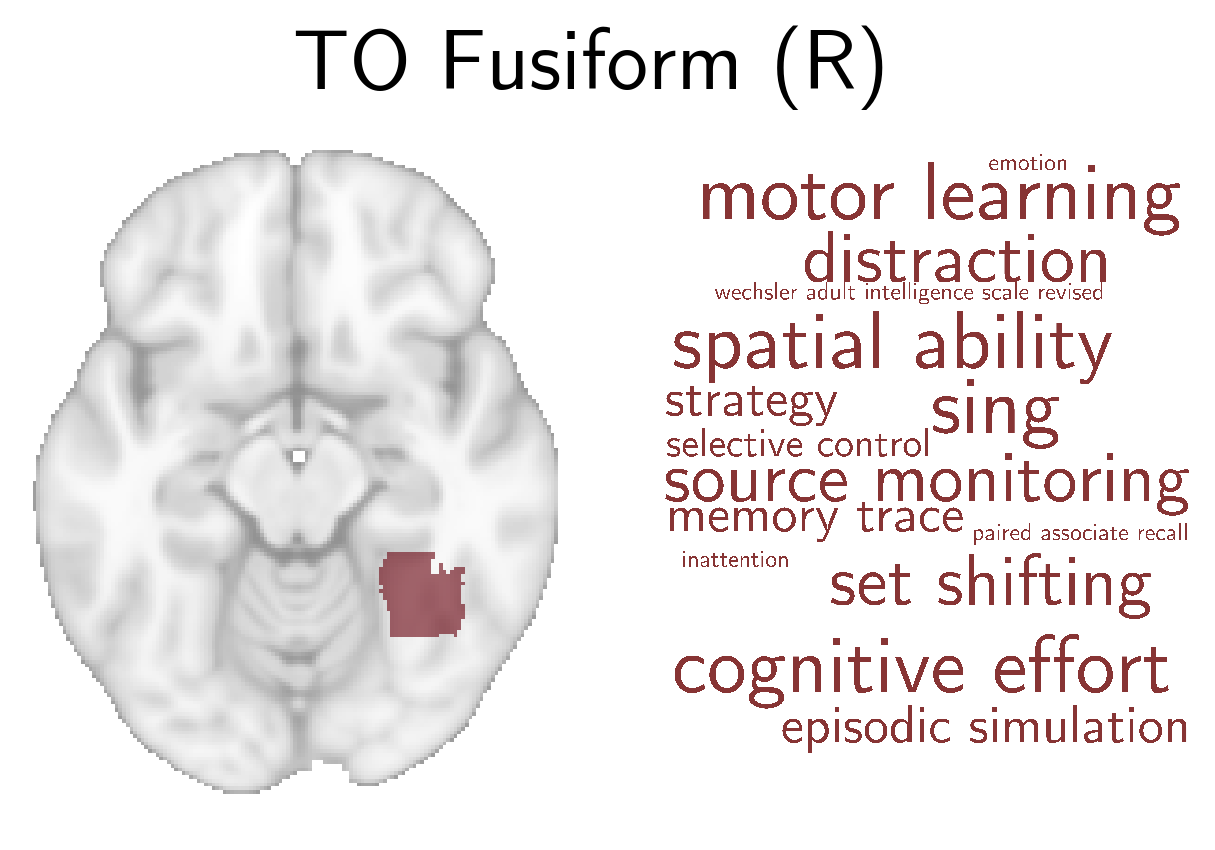 TO Fusiform (R)
emotion
motor learning
distraction
wechsler adult intelligence scale revised
spatial ability
strategy
sing
selective control
source monitoring
memory trace
paired associate recall
inattention
set shifting
cognitive effort
episodic simulation